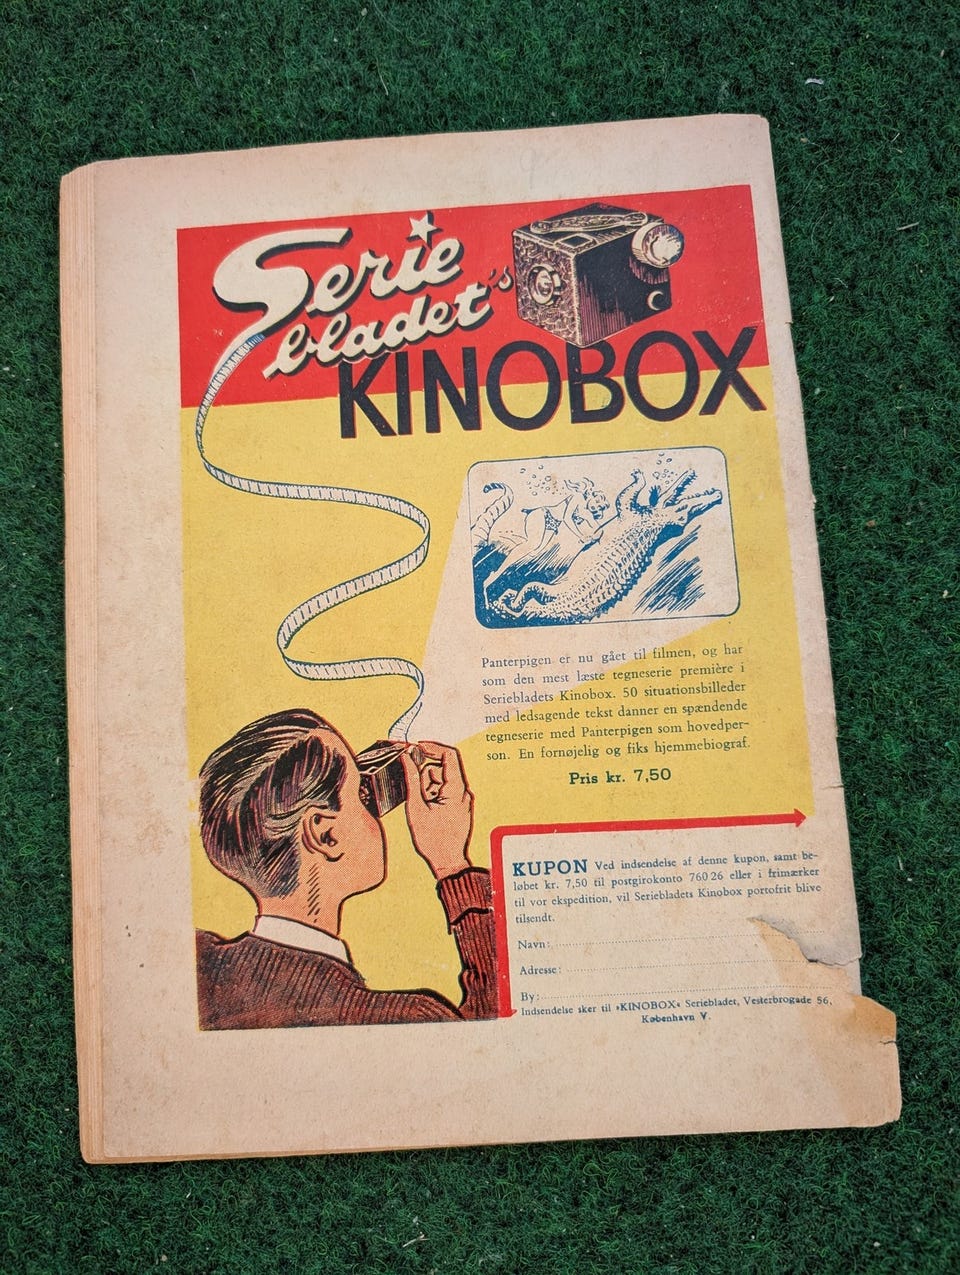 Serie
bladet's
KINOBOX
Panterpigen er nu gået til filmen, og har
som den mest læste tegneserie première i
Seriebladets Kinobox. 50 situationsbilleder
med ledsagende tekst danner en spændende
tegneserie med Panterpigen som hovedper-
son. En fornøjelig og fiks hjemmebiograf.
Pris kr. 7,50
KUPON Ved indsendelse af denne kupon, samt be-
løbet kr. 7,50 til postgirokonto 760 26 eller i frimærker
til vor ekspedition, vil Seriebladets Kinobox portofrit blive
tilsendt.
Navn:
Adresse:
By:
Indsendelse sker til »KINOBOX« Seriebladet, Vesterbrogade 56,
København V.